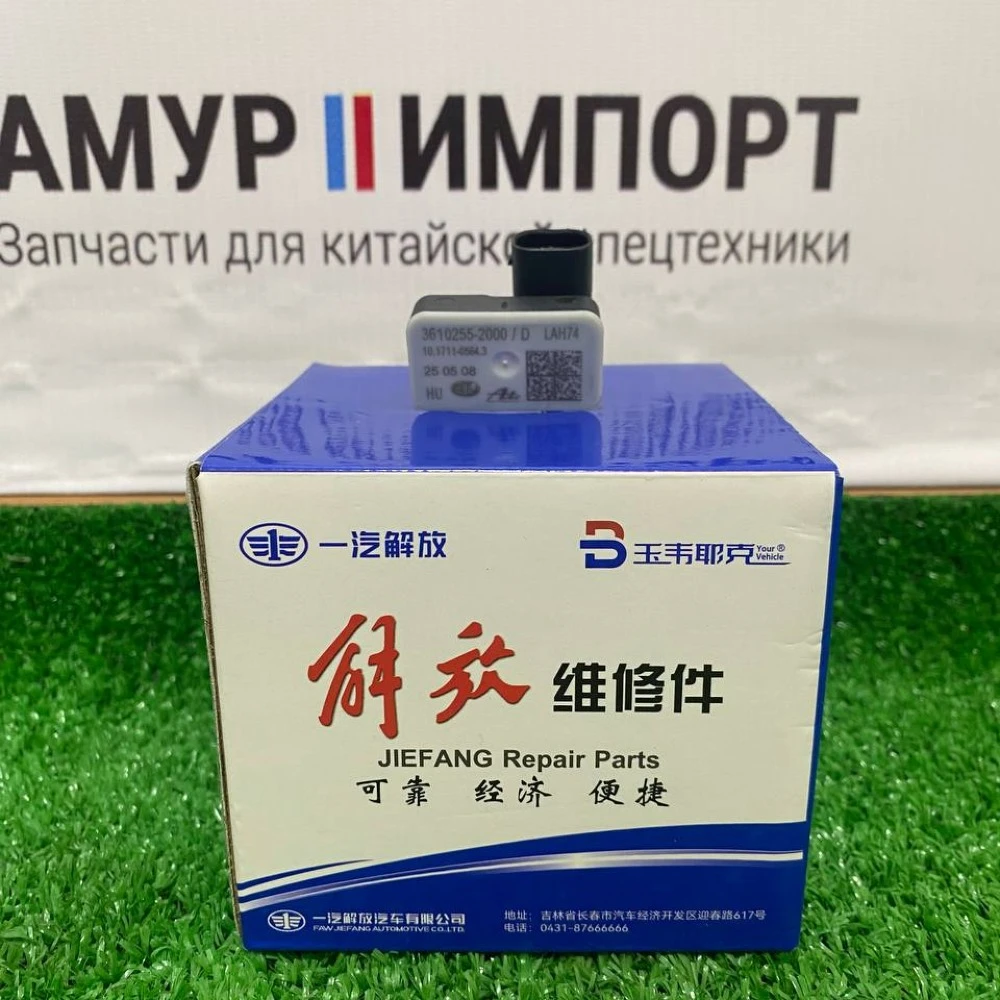 АМУР ИМПОРТ
Запчасти для китайской спецтехники
3610255-2000 / D LAH74
10.1711-0564.3
25 05 08
HU
一汽解放
玉韦耶克 Your Vehicle ®
解放 维修件
JIEFANG Repair Parts
可靠 经济 便捷
一汽解放汽车有限公司
FAW JIEFANG AUTOMOTIVE CO.LTD.
地址：吉林省长春市汽车经济开发区迎春路617号
电话：0431-87666666